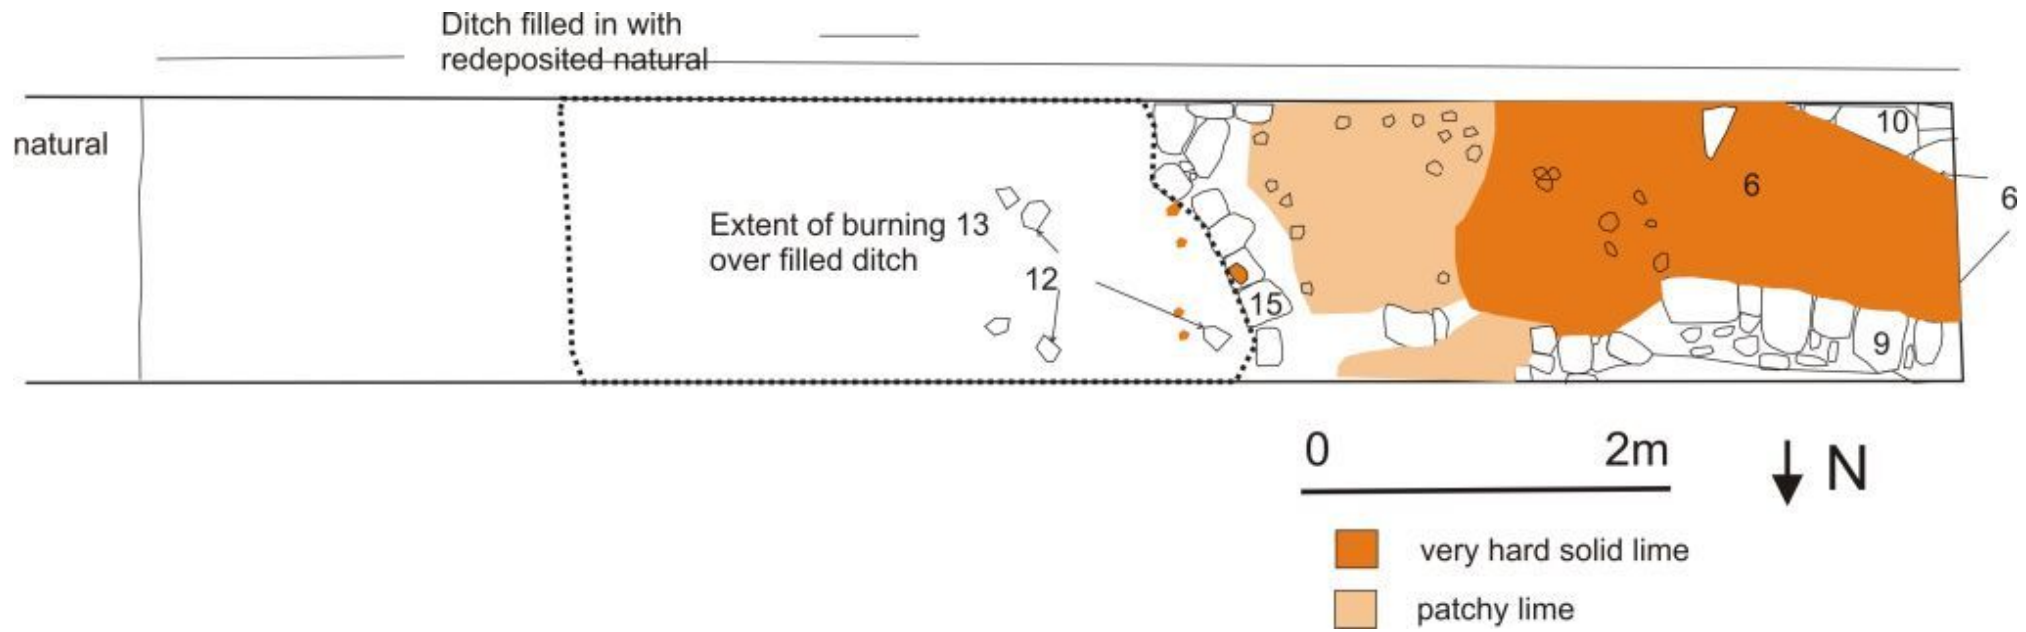 Ditch filled in with
redeposited natural
natural
10
6
6
Extent of burning 13
over filled ditch
12
15
9
0 2m
N
very hard solid lime
patchy lime